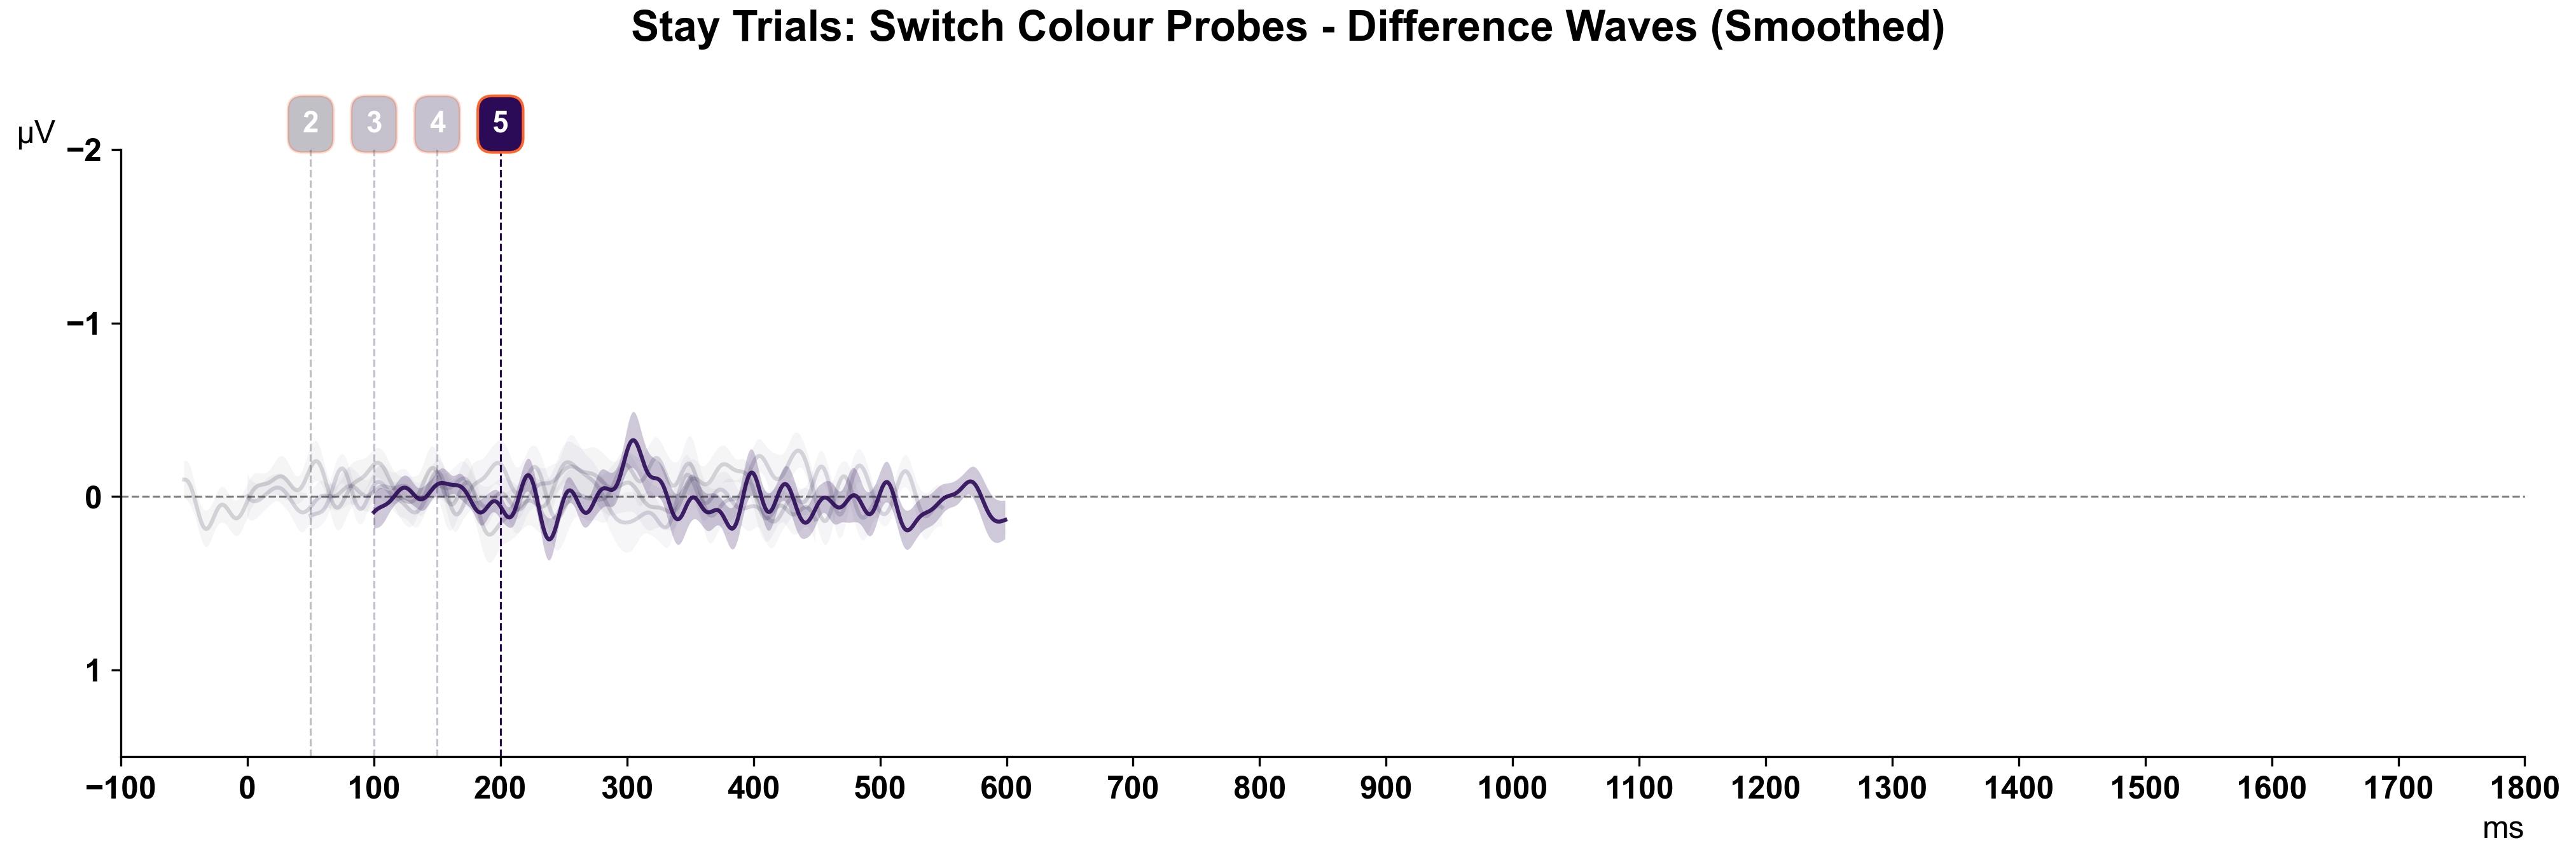 Stay Trials: Switch Colour Probes - Difference Waves (Smoothed)
2 3 4 5
µV
−2
−1
0
1
−100 0 100 200 300 400 500 600 700 800 900 1000 1100 1200 1300 1400 1500 1600 1700 1800
ms